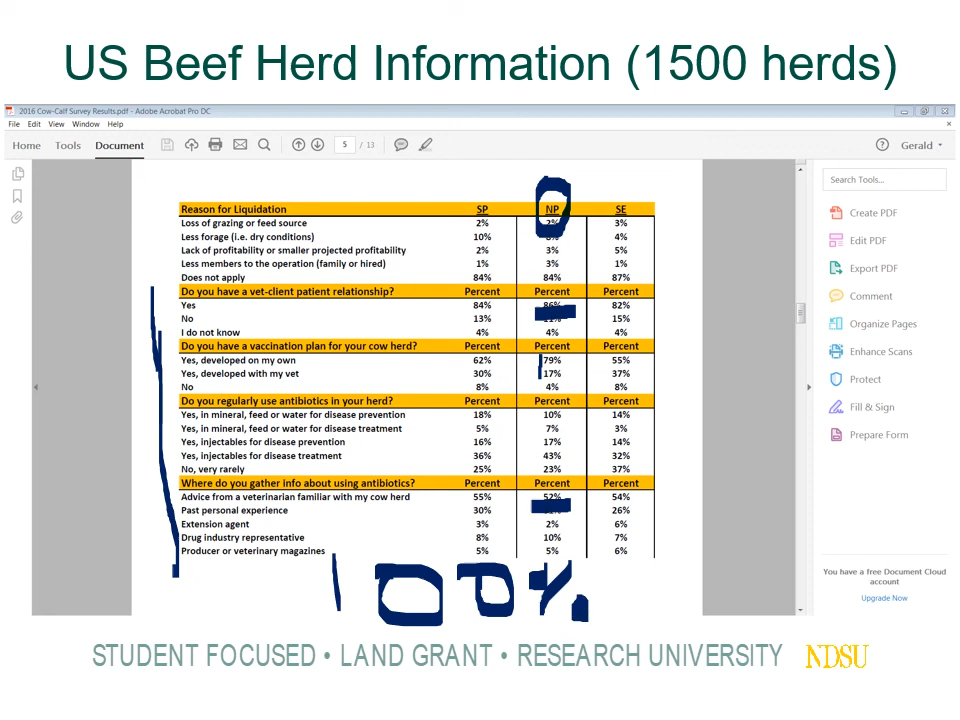 US Beef Herd Information (1500 herds)
2016 Cow-Calf Survey Results.pdf - Adobe Acrobat Pro DC
File Edit View Window Help
Home Tools Document 5 / 13 Gerald
Reason for Liquidation SP NP SE
Loss of grazing or feed source 2% 2% 3%
Less forage (i.e. dry conditions) 10% 4%
Lack of profitability or smaller projected profitability 2% 3% 5%
Less members to the operation (family or hired) 1% 3% 1%
Does not apply 84% 84% 87%
Do you have a vet-client patient relationship? Percent Percent Percent
Yes 84% 86% 82%
No 13% 11% 15%
I do not know 4% 4% 4%
Do you have a vaccination plan for your cow herd? Percent Percent Percent
Yes, developed on my own 62% 79% 55%
Yes, developed with my vet 30% 17% 37%
No 8% 4% 8%
Do you regularly use antibiotics in your herd? Percent Percent Percent
Yes, in mineral, feed or water for disease prevention 18% 10% 14%
Yes, in mineral, feed or water for disease treatment 5% 7% 3%
Yes, injectables for disease prevention 16% 17% 14%
Yes, injectables for disease treatment 36% 43% 32%
No, very rarely 25% 23% 37%
Where do you gather info about using antibiotics? Percent Percent Percent
Advice from a veterinarian familiar with my cow herd 55% 52% 54%
Past personal experience 30% 26%
Extension agent 3% 2% 6%
Drug industry representative 8% 10% 7%
Producer or veterinary magazines 5% 5% 6%
100%
Search Tools...
Create PDF
Edit PDF
Export PDF
Comment
Organize Pages
Enhance Scans
Protect
Fill & Sign
Prepare Form
You have a free Document Cloud
account
Upgrade Now
STUDENT FOCUSED • LAND GRANT • RESEARCH UNIVERSITY NDSU